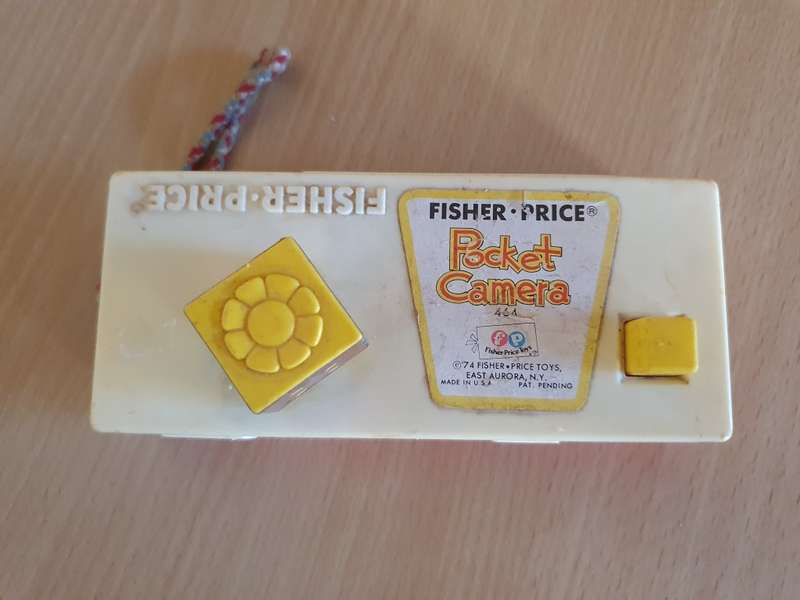 FISHER·PRICE
FISHER·PRICE®
Pocket
Camera
464
fp
Fisher-Price Toys
©'74 FISHER•PRICE TOYS,
EAST AURORA, N.Y.
MADE IN U.S.A. PAT. PENDING